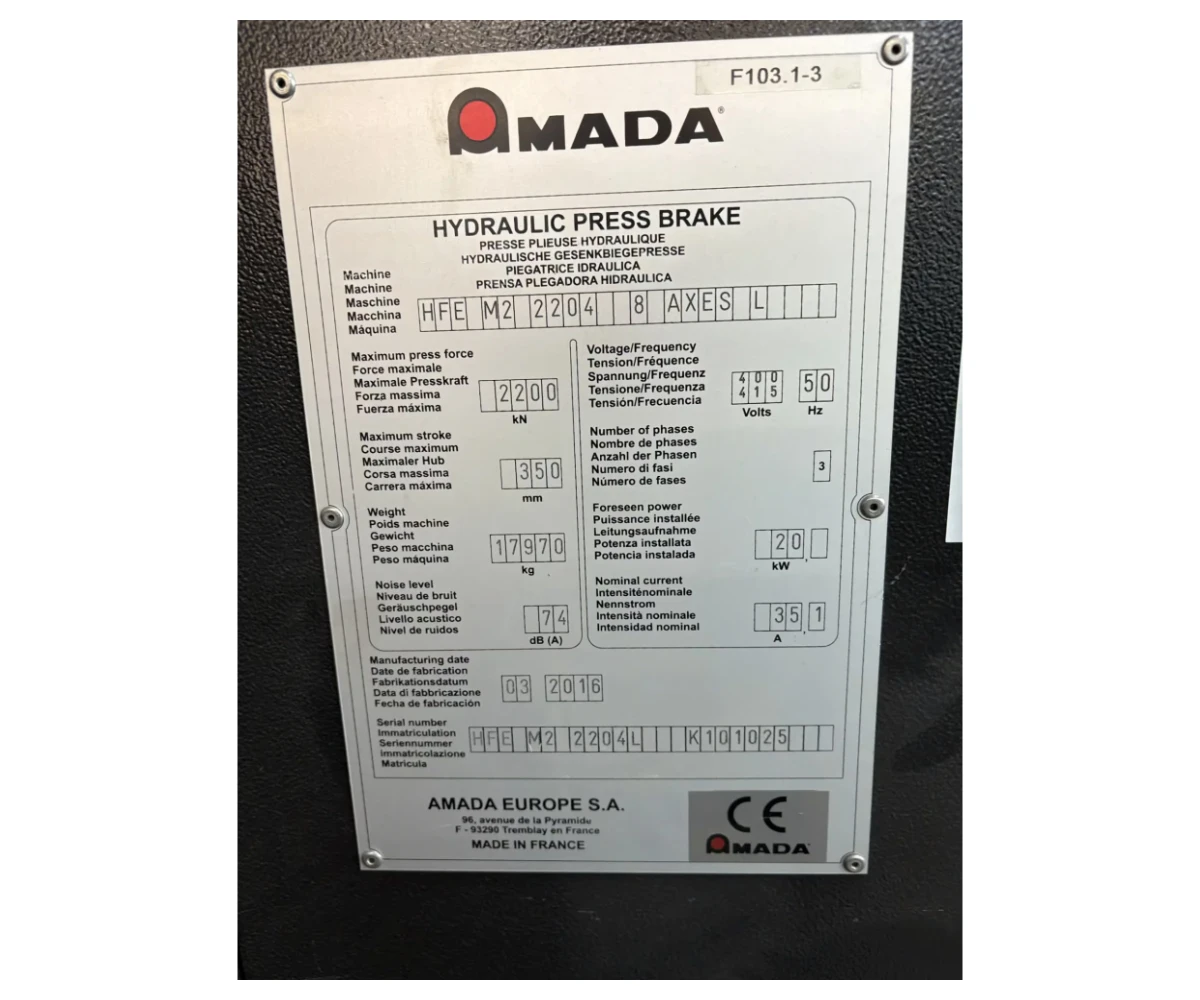 F103.1-3
AMADA®
HYDRAULIC PRESS BRAKE
PRESSE PLIEUSE HYDRAULIQUE
HYDRAULISCHE GESENKBIEGEPRESSE
PIEGATRICE IDRAULICA
PRENSA PLEGADORA HIDRAULICA
Machine
Machine
Maschine
Macchina
Máquina
HFE M2 2204 8 AXES L
Maximum press force
Force maximale
Maximale Presskraft
Forza massima
Fuerza máxima
2200
kN
Maximum stroke
Course maximum
Maximaler Hub
Corsa massima
Carrera máxima
350
mm
Weight
Poids machine
Gewicht
Peso macchina
Peso máquina
17970
kg
Noise level
Niveau de bruit
Geräuschpegel
Livello acustico
Nivel de ruidos
74
dB (A)
Voltage/Frequency
Tension/Fréquence
Spannung/Frequenz
Tensione/Frequenza
Tensión/Frecuencia
400
415
Volts
50
Hz
Number of phases
Nombre de phases
Anzahl der Phasen
Numero di fasi
Número de fases
3
Foreseen power
Puissance installée
Leitungsaufnahme
Potenza installata
Potencia instalada
20,
kW
Nominal current
Intensiténominale
Nennstrom
Intensità nominale
Intensidad nominal
35,1
A
Manufacturing date
Date de fabrication
Fabrikationsdatum
Data di fabbricazione
Fecha de fabricación
03 2016
Serial number
Immatriculation
Seriennummer
Immatricolazione
Matricula
HFE M2 2204L K101025
AMADA EUROPE S.A.
96, avenue de la Pyramide
F - 93290 Tremblay en France
MADE IN FRANCE
CE
AMADA